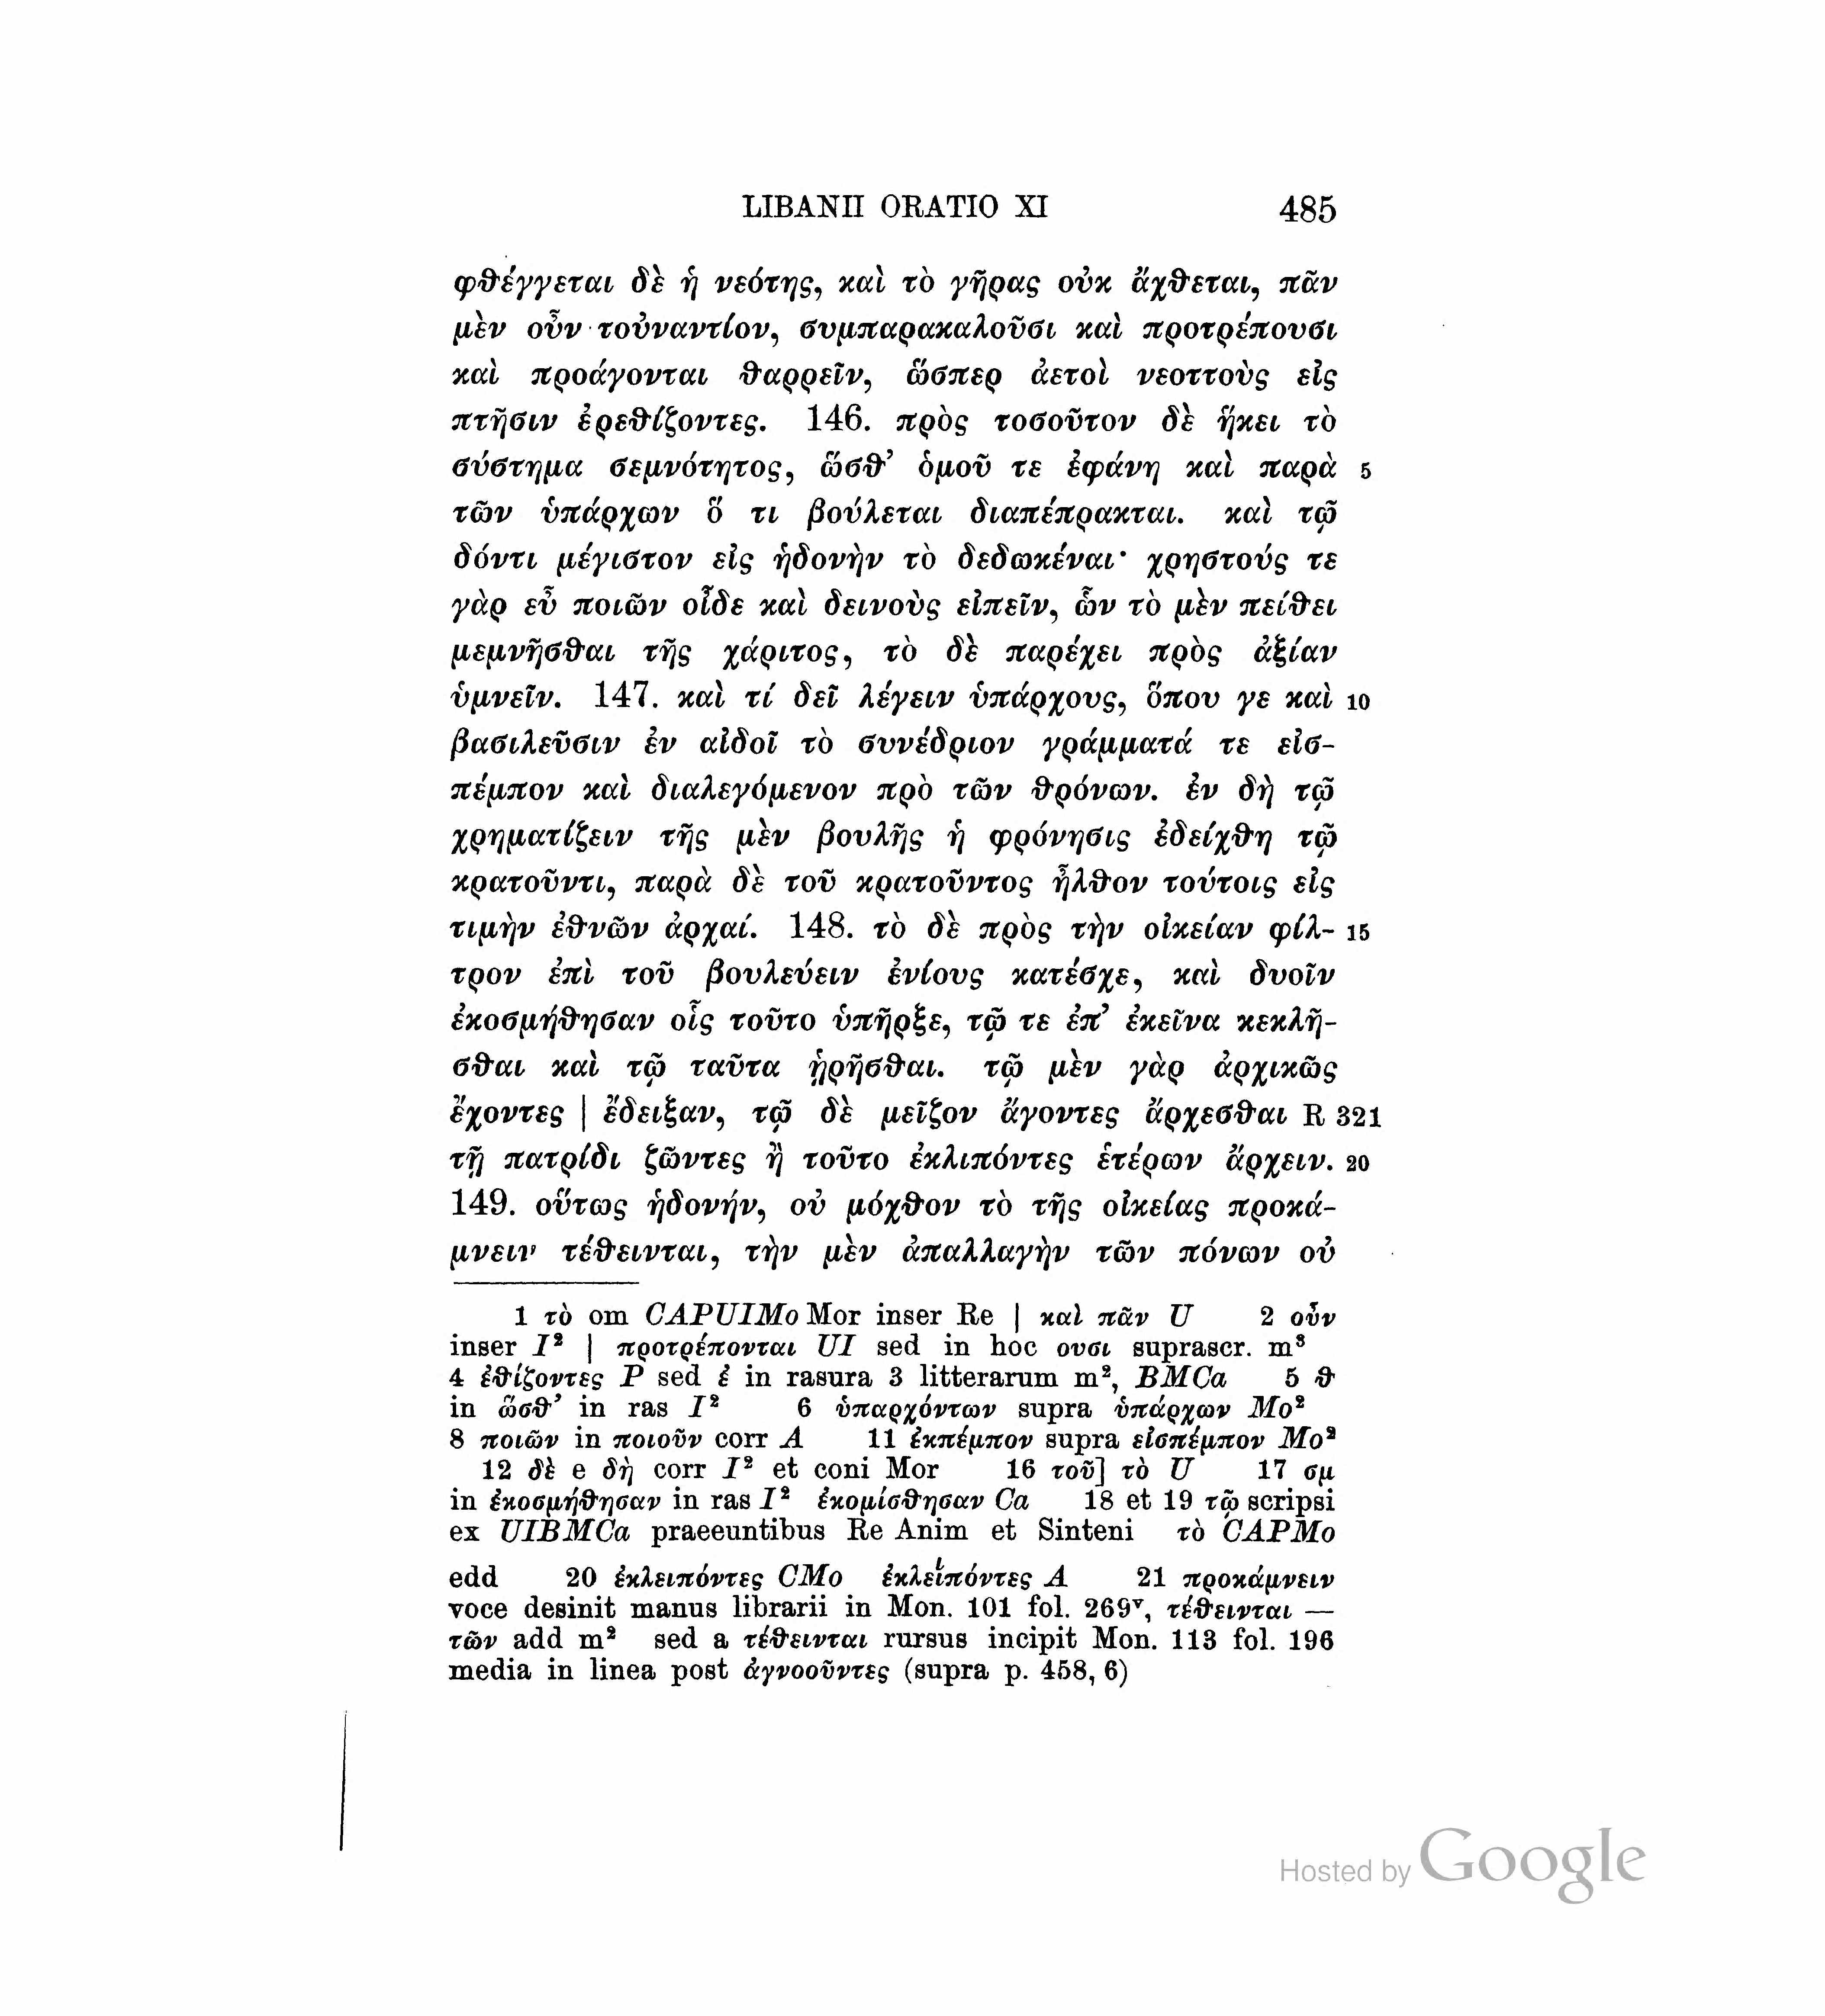 LIBANII ORATIO XI 485
φθέγγεται δὲ ἡ νεότης, καὶ τὸ γῆρας οὐκ ἄχθεται, πᾶν
μὲν οὖν τοὐναντίον, συμπαρακαλοῦσι καὶ προτρέπουσι
καὶ προάγονται θαρρεῖν, ὥσπερ ἀετοὶ νεοττοὺς εἰς
πτῆσιν ἐρεθίζοντες. 146. πρὸς τοσοῦτον δὲ ἥκει τὸ
σύστημα σεμνότητος, ὥσθ’ ὁμοῦ τε ἐφάνη καὶ παρὰ 5
τῶν ὑπάρχων ὅ τι βούλεται διαπέπρακται. καὶ τῷ
δόντι μέγιστον εἰς ἡδονὴν τὸ δεδωκέναι· χρηστούς τε
γὰρ εὖ ποιῶν οἶδε καὶ δεινοὺς εἰπεῖν, ὧν τὸ μὲν πείθει
μεμνῆσθαι τῆς χάριτος, τὸ δὲ παρέχει πρὸς ἀξίαν
ὑμνεῖν. 147. καὶ τί δεῖ λέγειν ὑπάρχους, ὅπου γε καὶ 10
βασιλεῦσιν ἐν αἰδοῖ τὸ συνέδριον γράμματά τε εἰσ-
πέμπον καὶ διαλεγόμενον πρὸ τῶν θρόνων. ἐν δὴ τῷ
χρηματίζειν τῆς μὲν βουλῆς ἡ φρόνησις ἐδείχθη τῷ
κρατοῦντι, παρὰ δὲ τοῦ κρατοῦντος ἦλθον τούτοις εἰς
τιμὴν ἐθνῶν ἀρχαί. 148. τὸ δὲ πρὸς τὴν οἰκείαν φίλ- 15
τρον ἐπὶ τοῦ βουλεύειν ἐνίους κατέσχε, καὶ δυοῖν
ἐκοσμήθησαν οἷς τοῦτο ὑπῆρξε, τῷ τε ἐπ’ ἐκεῖνα κεκλῆ-
σθαι καὶ τῷ ταῦτα ᾑρῆσθαι. τῷ μὲν γὰρ ἀρχικῶς
ἔχοντες | ἔδειξαν, τῷ δὲ μεῖζον ἄγοντες ἄρχεσθαι R 321
τῇ πατρίδι ζῶντες ἢ τοῦτο ἐκλιπόντες ἑτέρων ἄρχειν. 20
149. οὕτως ἡδονήν, οὐ μόχθον τὸ τῆς οἰκείας προκά-
μνειν τέθεινται, τὴν μὲν ἀπαλλαγὴν τῶν πόνων οὐ
1 τὸ om CAPUIMo Mor inser Re | καὶ πᾶν U 2 οὖν
inser I² | προτρέπονται UI sed in hoc ουσι suprascr. m³
4 ἐθίζοντες P sed ἐ in rasura 3 litterarum m², BMCa 5 θ
in ὥσθ’ in ras I² 6 ὑπαρχόντων supra ὑπάρχων Mo²
8 ποιῶν in ποιοῦν corr A 11 ἐκπέμπον supra εἰσπέμπον Mo²
12 δὲ e δὴ corr I² et coni Mor 16 τοῦ] τὸ U 17 σμ
in ἐκοσμήθησαν in ras I² ἐκομίσθησαν Ca 18 et 19 τῷ scripsi
ex UIBMCa praeeuntibus Re Anim et Sinteni τὸ CAPMo
edd 20 ἐκλειπόντες CMo ἐκλεῖπόντες A 21 προκάμνειν
voce desinit manus librarii in Mon. 101 fol. 269ᵛ, τέθεινται —
τῶν add m² sed a τέθεινται rursus incipit Mon. 113 fol. 196
media in linea post ἀγνοοῦντες (supra p. 458, 6)
Hosted by Google